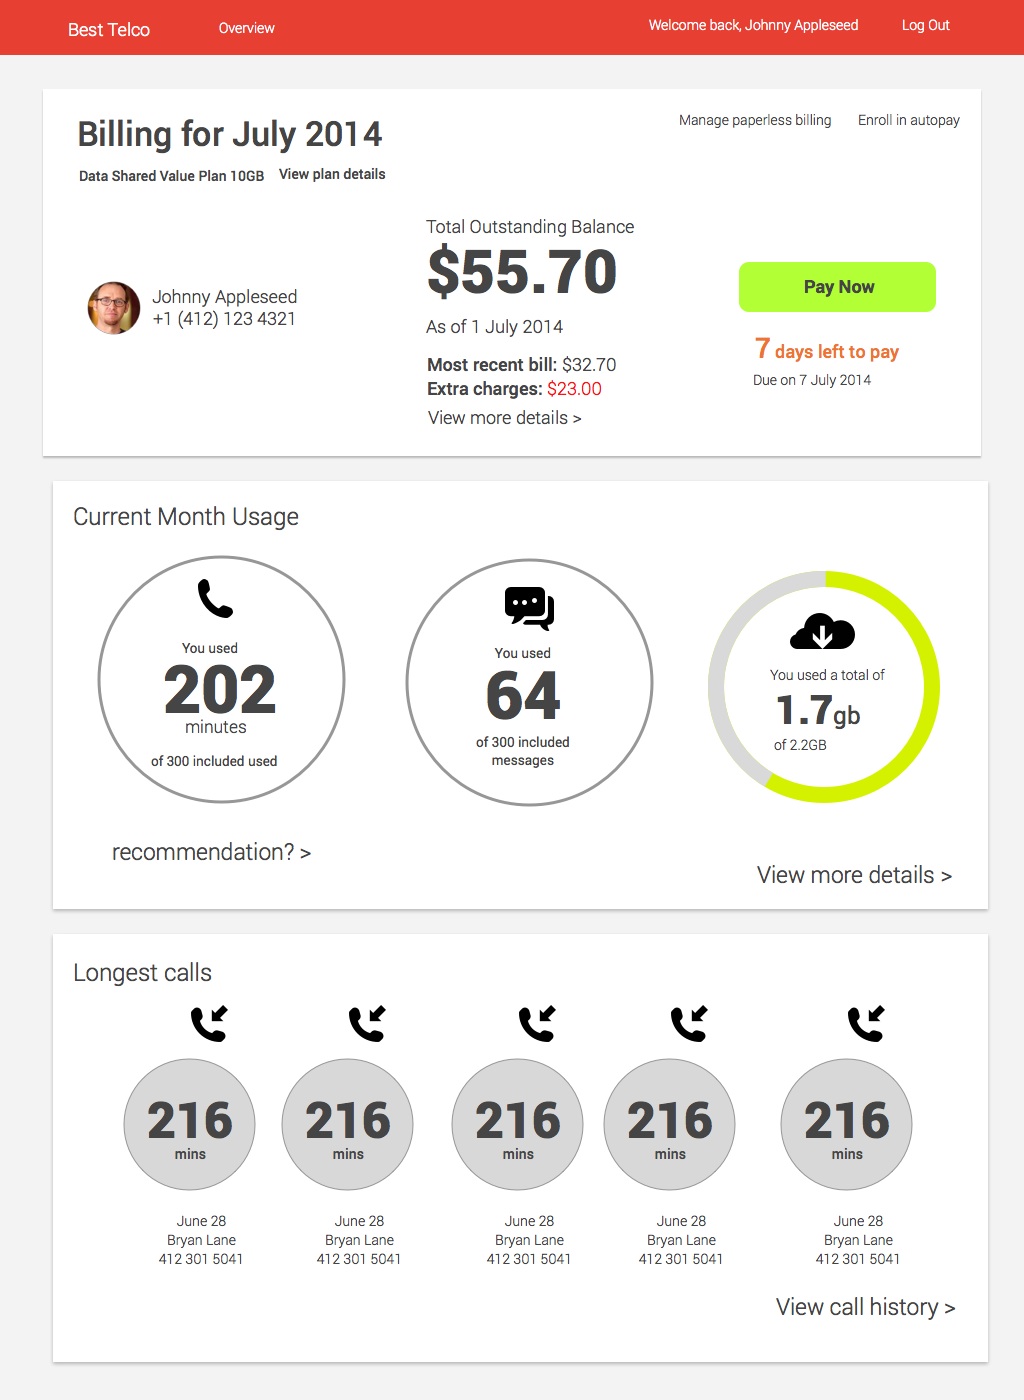 Best Telco
Overview
Welcome back, Johnny Appleseed
Log Out
Billing for July 2014
Manage paperless billing
Enroll in autopay
Data Shared Value Plan 10GB
View plan details
Johnny Appleseed
+1 (412) 123 4321
Total Outstanding Balance
$55.70
As of 1 July 2014
Most recent bill: $32.70
Extra charges: $23.00
View more details >
Pay Now
7 days left to pay
Due on 7 July 2014
Current Month Usage
You used
202
minutes
of 300 included used
You used
64
of 300 included
messages
You used a total of
1.7gb
of 2.2GB
recommendation? >
View more details >
Longest calls
216
mins
June 28
Bryan Lane
412 301 5041
216
mins
June 28
Bryan Lane
412 301 5041
216
mins
June 28
Bryan Lane
412 301 5041
216
mins
June 28
Bryan Lane
412 301 5041
216
mins
June 28
Bryan Lane
412 301 5041
View call history >